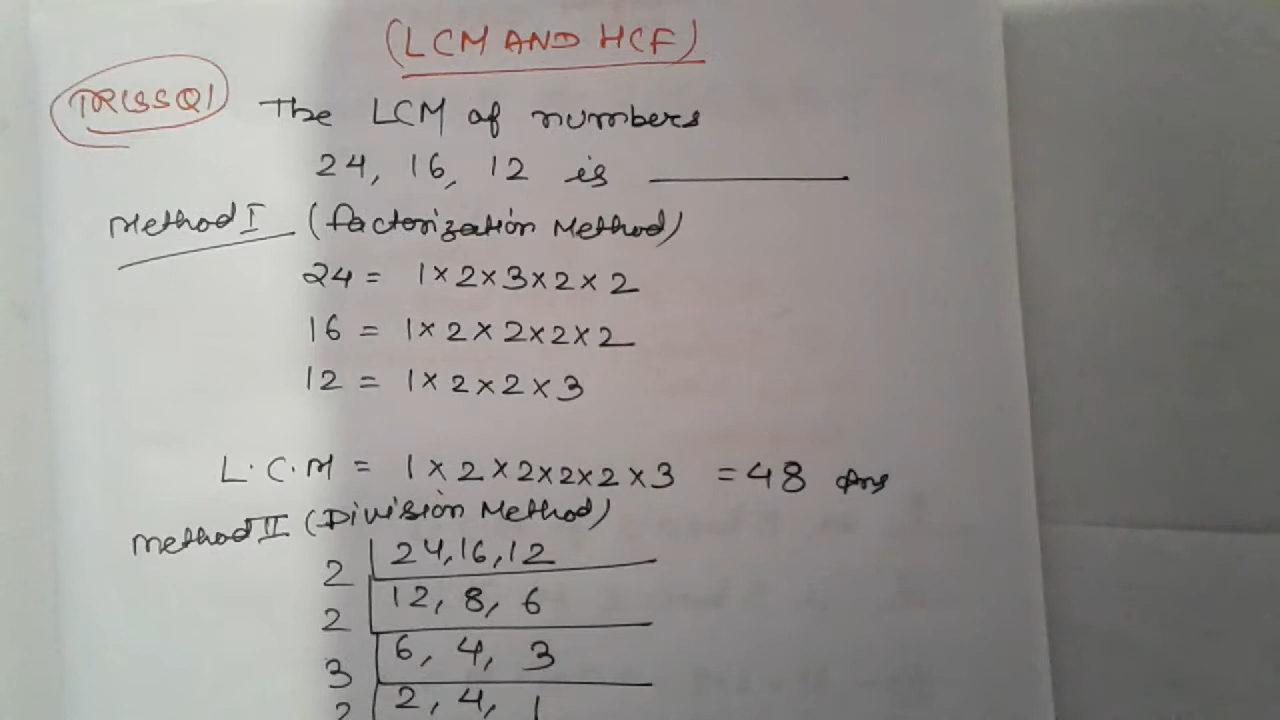 (LCM AND HCF)
The LCM of numbers
24, 16, 12 is
Method I (Factorization Method)
24 = 1×2×3×2×2
16 = 1×2×2×2×2
12 = 1×2×2×3
L.C.M = 1×2×2×2×2×3 = 48 Ans
Method II (Division Method)
2 24,16,12
2 12, 8, 6
3 6, 4, 3
2 2, 4, 1